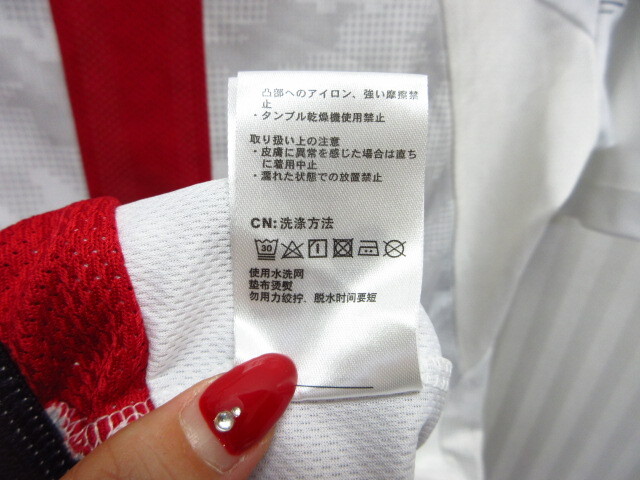 凸部へのアイロン、強い摩擦禁
止
・タンブル乾燥機使用禁止
取り扱い上の注意
・皮膚に異常を感じた場合は直ち
に着用中止
・濡れた状態での放置禁止
CN: 洗涤方法
30
使用水洗网
垫布烫熨
勿用力绞拧，脱水时间要短